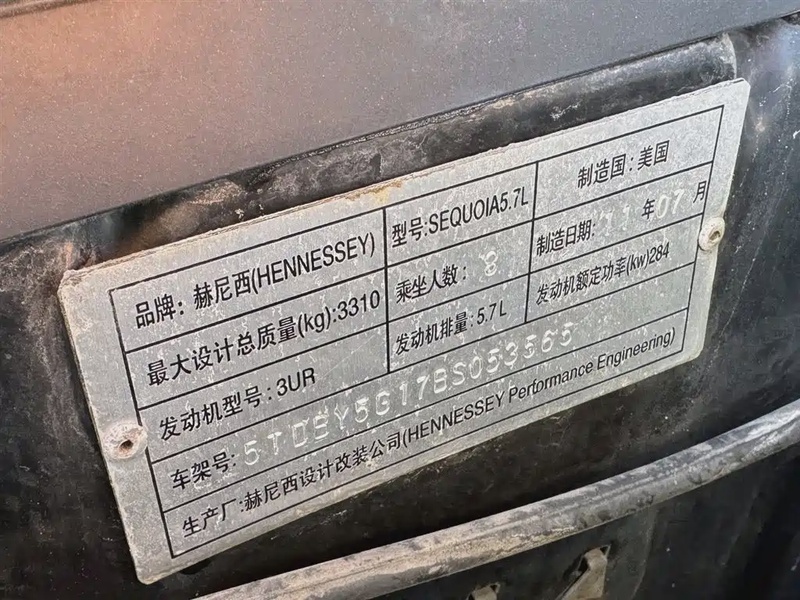 品牌：赫尼西(HENNESSEY) 型号:SEQUOIA5.7L 制造国：美国
最大设计总质量(kg):3310 乘坐人数：8 制造日期：11年07月
发动机型号：3UR 发动机排量：5.7L 发动机额定功率(kw)284
车架号：5TDBY5G17BS053565
生产厂:赫尼西设计改装公司(HENNESSEY Pertormance Engineering)